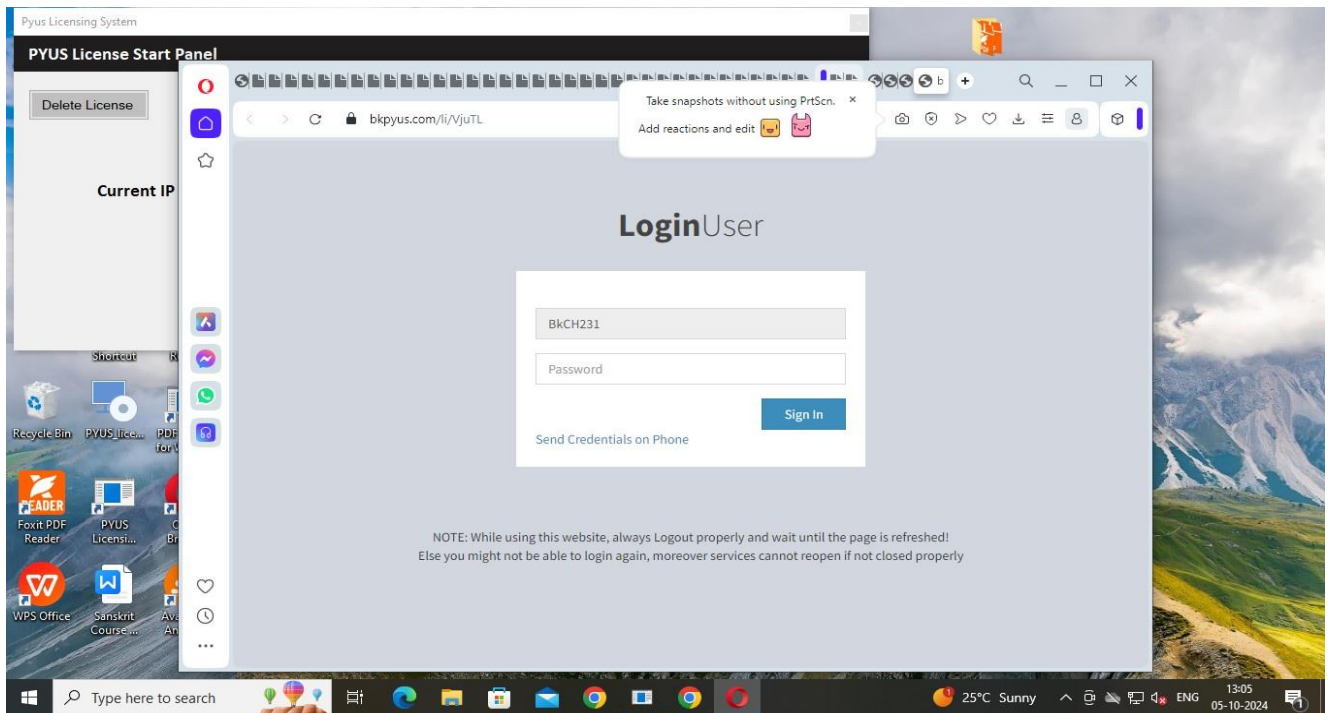 Pyus Licensing System
PYUS License Start Panel
Delete License
Current IP
b
bkpyus.com/li/VjuTL
Take snapshots without using PrtScn.
Add reactions and edit
LoginUser
BkCH231
Password
Sign In
Send Credentials on Phone
NOTE: While using this website, always Logout properly and wait until the page is refreshed!
Else you might not be able to login again, moreover services cannot reopen if not closed properly
Shortcut
Recycle Bin
PYUS_lice...
PDF
for
Foxit PDF
Reader
PYUS
Licensi...
WPS Office
Sanskrit
Course ...
Type here to search
25°C Sunny
ENG
13:05
05-10-2024